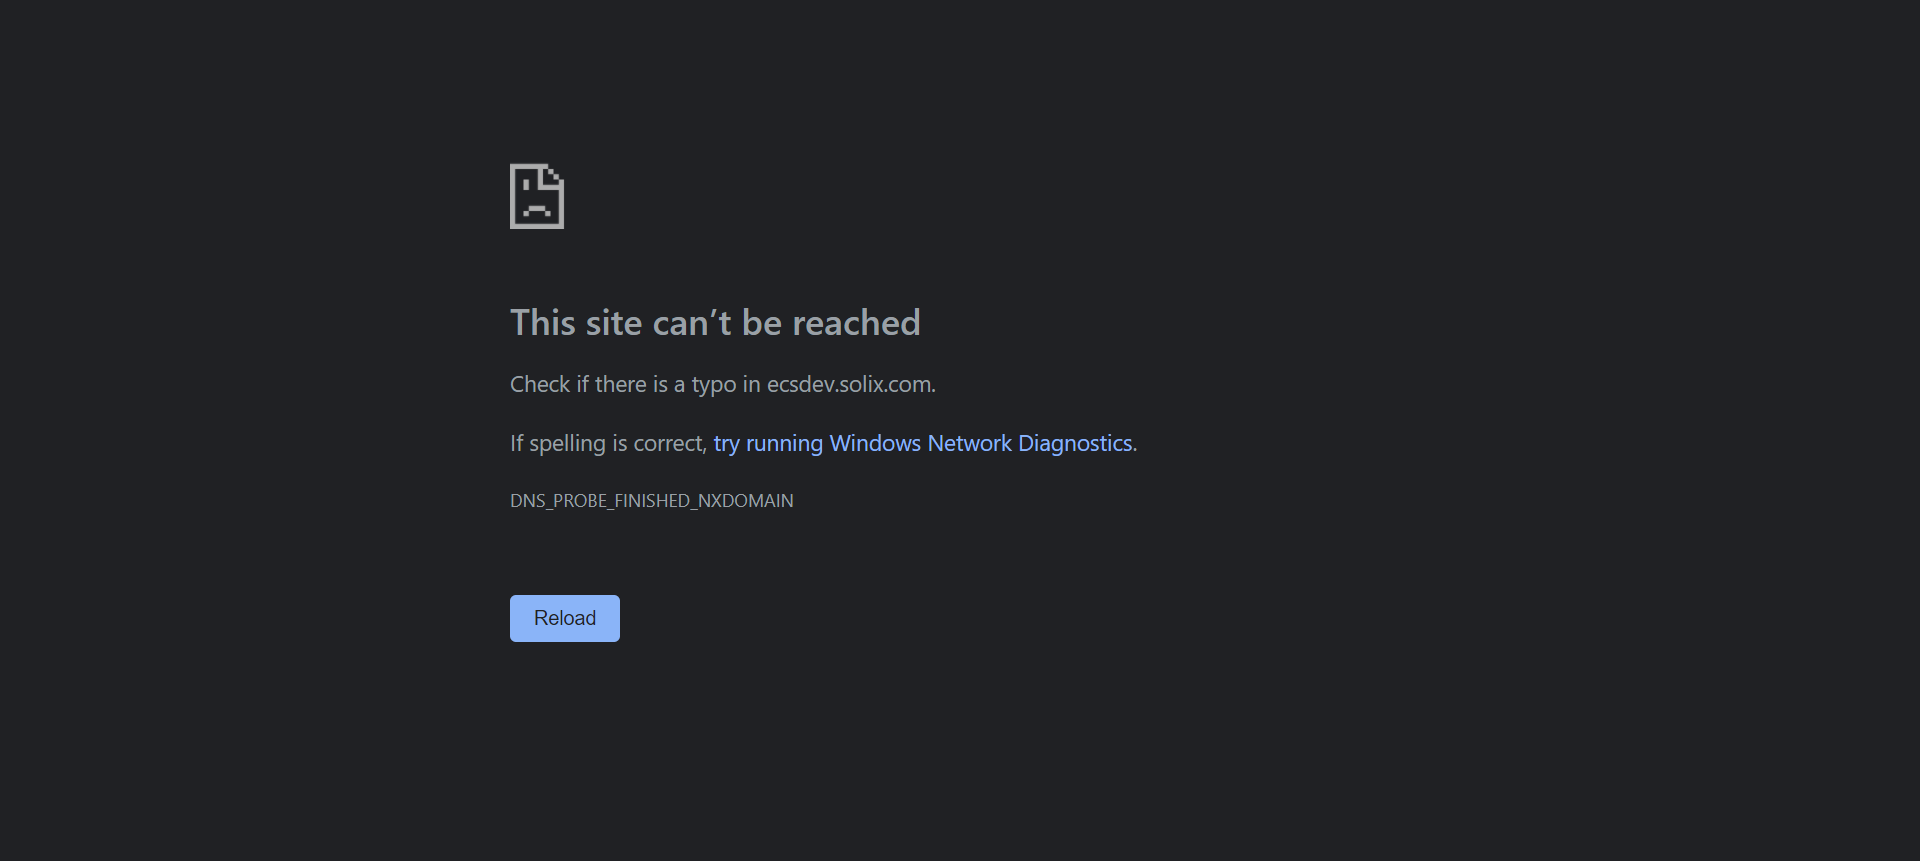 This site can’t be reached
Check if there is a typo in ecsdev.solix.com.
If spelling is correct, try running Windows Network Diagnostics.
DNS_PROBE_FINISHED_NXDOMAIN
Reload